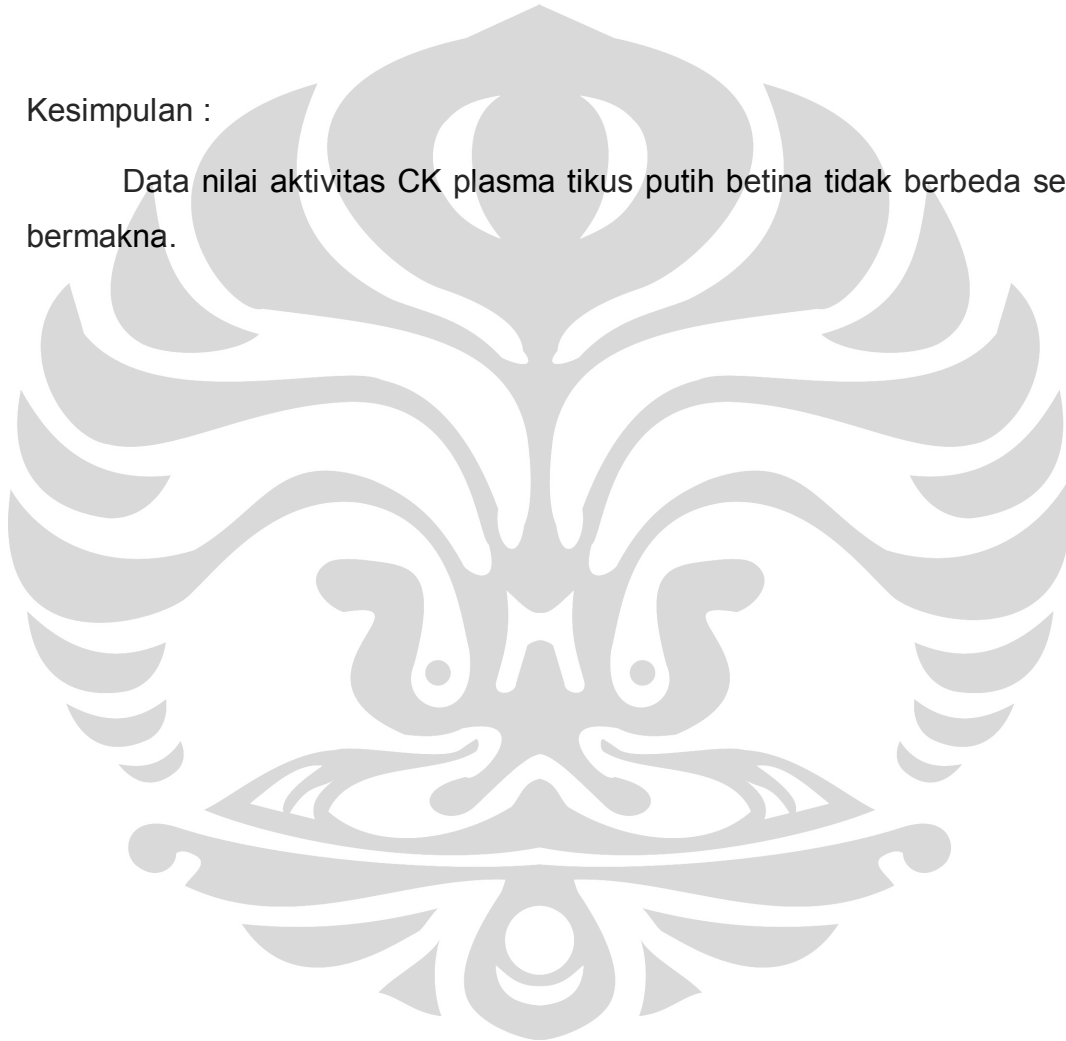 Kesimpulan :
Data nilai aktivitas CK plasma tikus putih betina tidak berbeda se
bermakna.